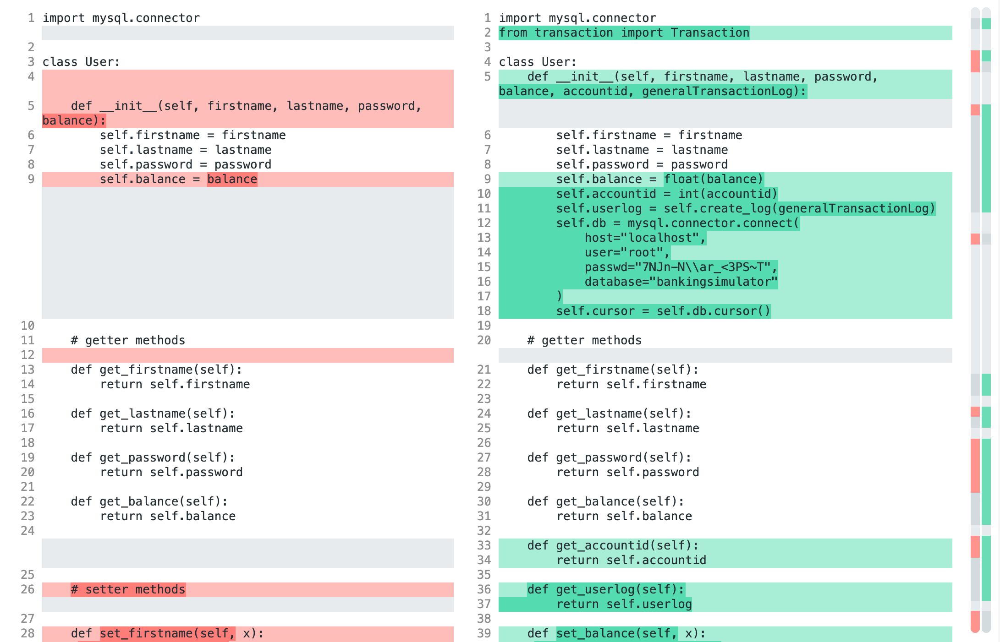 1 import mysql.connector
2
3 class User:
4
5     def __init__(self, firstname, lastname, password,
balance):
6         self.firstname = firstname
7         self.lastname = lastname
8         self.password = password
9         self.balance = balance
10
11     # getter methods
12
13     def get_firstname(self):
14         return self.firstname
15
16     def get_lastname(self):
17         return self.lastname
18
19     def get_password(self):
20         return self.password
21
22     def get_balance(self):
23         return self.balance
24
25
26     # setter methods
27
28     def set_firstname(self, x):
1 import mysql.connector
2 from transaction import Transaction
3
4 class User:
5     def __init__(self, firstname, lastname, password,
balance, accountid, generalTransactionLog):
6         self.firstname = firstname
7         self.lastname = lastname
8         self.password = password
9         self.balance = float(balance)
10         self.accountid = int(accountid)
11         self.userlog = self.create_log(generalTransactionLog)
12         self.db = mysql.connector.connect(
13             host="localhost",
14             user="root",
15             passwd="7NJn-N\\ar_<3PS~T",
16             database="bankingsimulator"
17         )
18         self.cursor = self.db.cursor()
19
20     # getter methods
21     def get_firstname(self):
22         return self.firstname
23
24     def get_lastname(self):
25         return self.lastname
26
27     def get_password(self):
28         return self.password
29
30     def get_balance(self):
31         return self.balance
32
33     def get_accountid(self):
34         return self.accountid
35
36     def get_userlog(self):
37         return self.userlog
38
39     def set_balance(self, x):